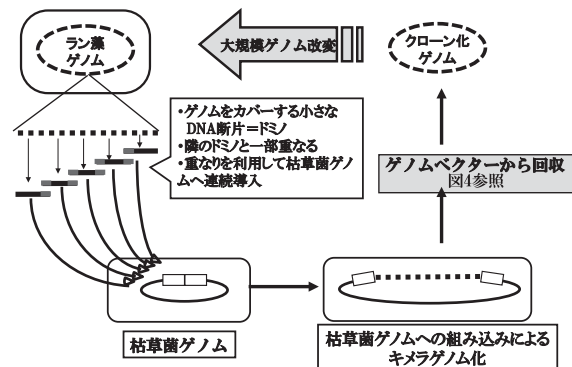 ラン藻
ゲノム
大規模ゲノム改変
クローン化
ゲノム
・ゲノムをカバーする小さな
DNA断片＝ドミノ
・隣のドミノと一部重なる
・重なりを利用して枯草菌ゲノ
ムへ連続導入
ゲノムベクターから回収
図4参照
枯草菌ゲノム
枯草菌ゲノムへの組み込みによる
キメラゲノム化